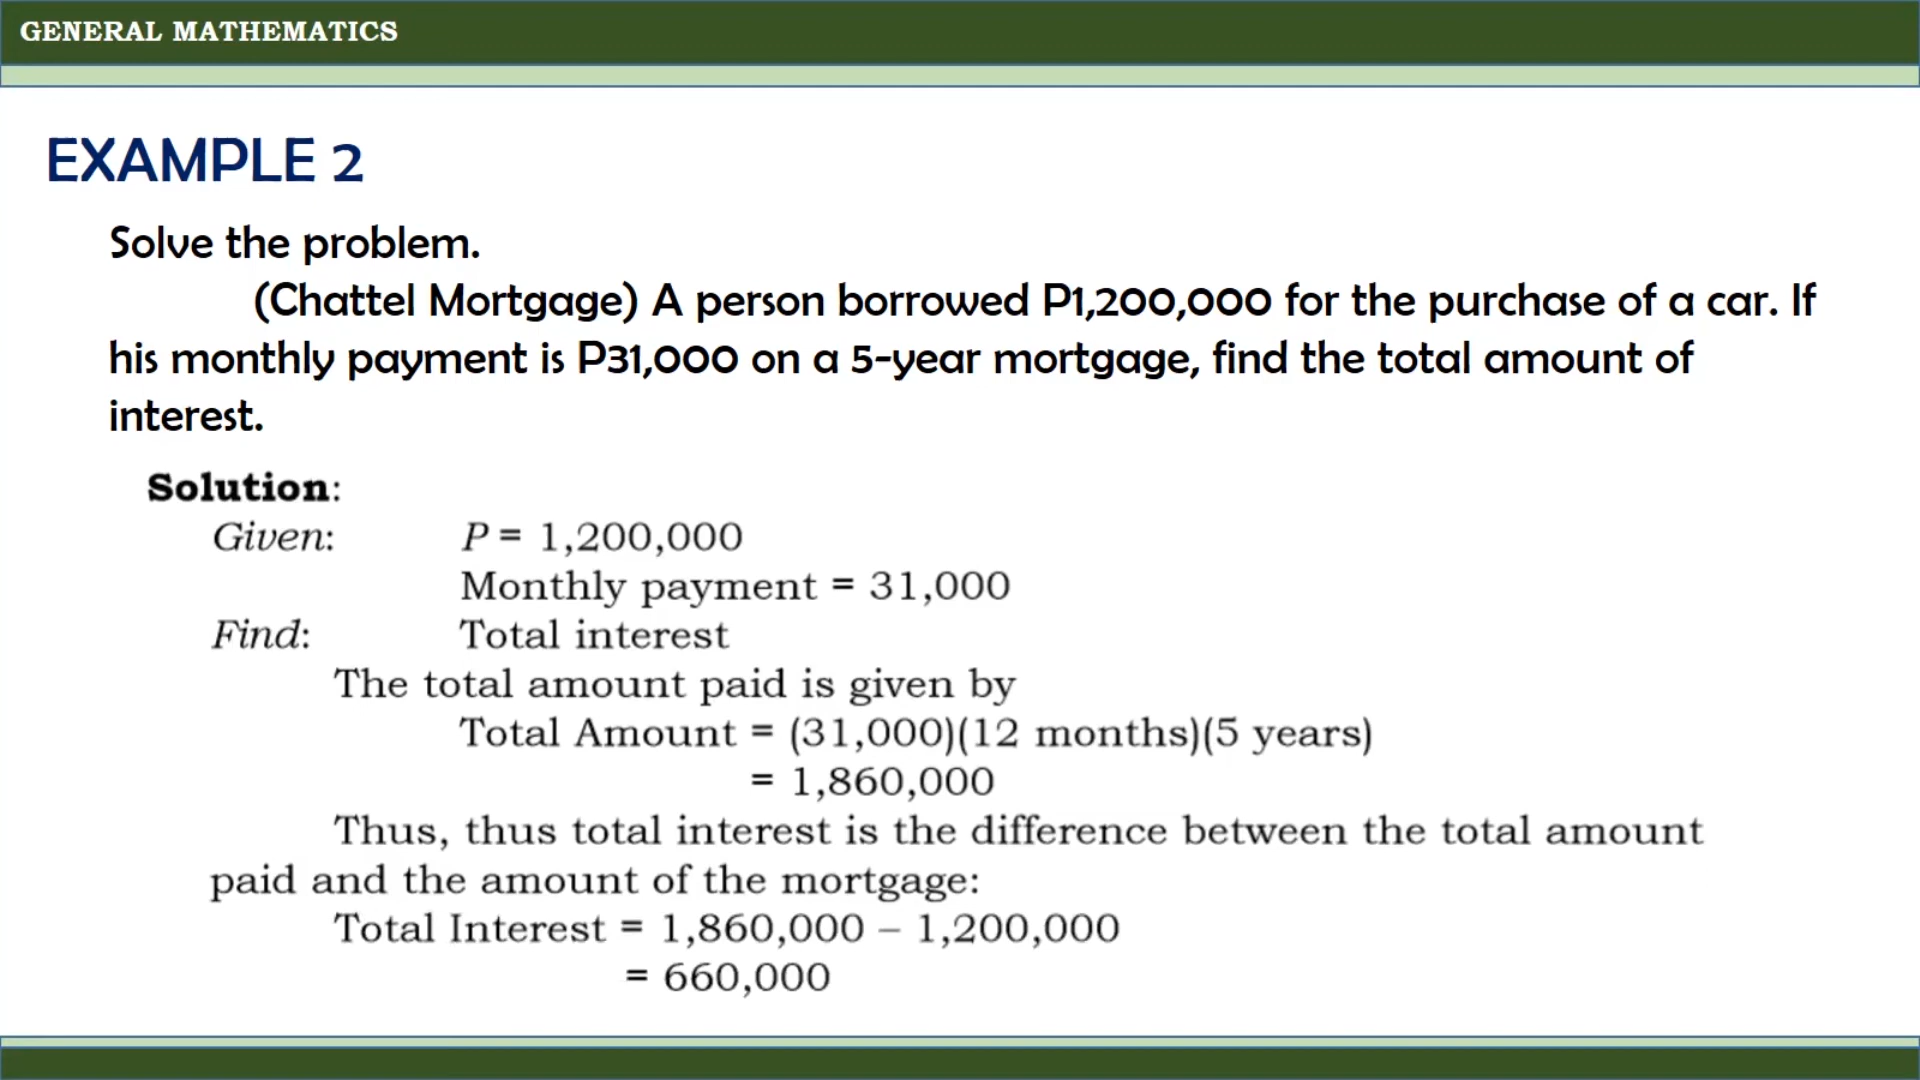 GENERAL MATHEMATICS
EXAMPLE 2
Solve the problem.
(Chattel Mortgage) A person borrowed P1,200,000 for the purchase of a car. If
his monthly payment is P31,000 on a 5-year mortgage, find the total amount of
interest.
Solution:
Given: P = 1,200,000
Monthly payment = 31,000
Find: Total interest
The total amount paid is given by
Total Amount = (31,000)(12 months)(5 years)
= 1,860,000
Thus, thus total interest is the difference between the total amount
paid and the amount of the mortgage:
Total Interest = 1,860,000 – 1,200,000
= 660,000